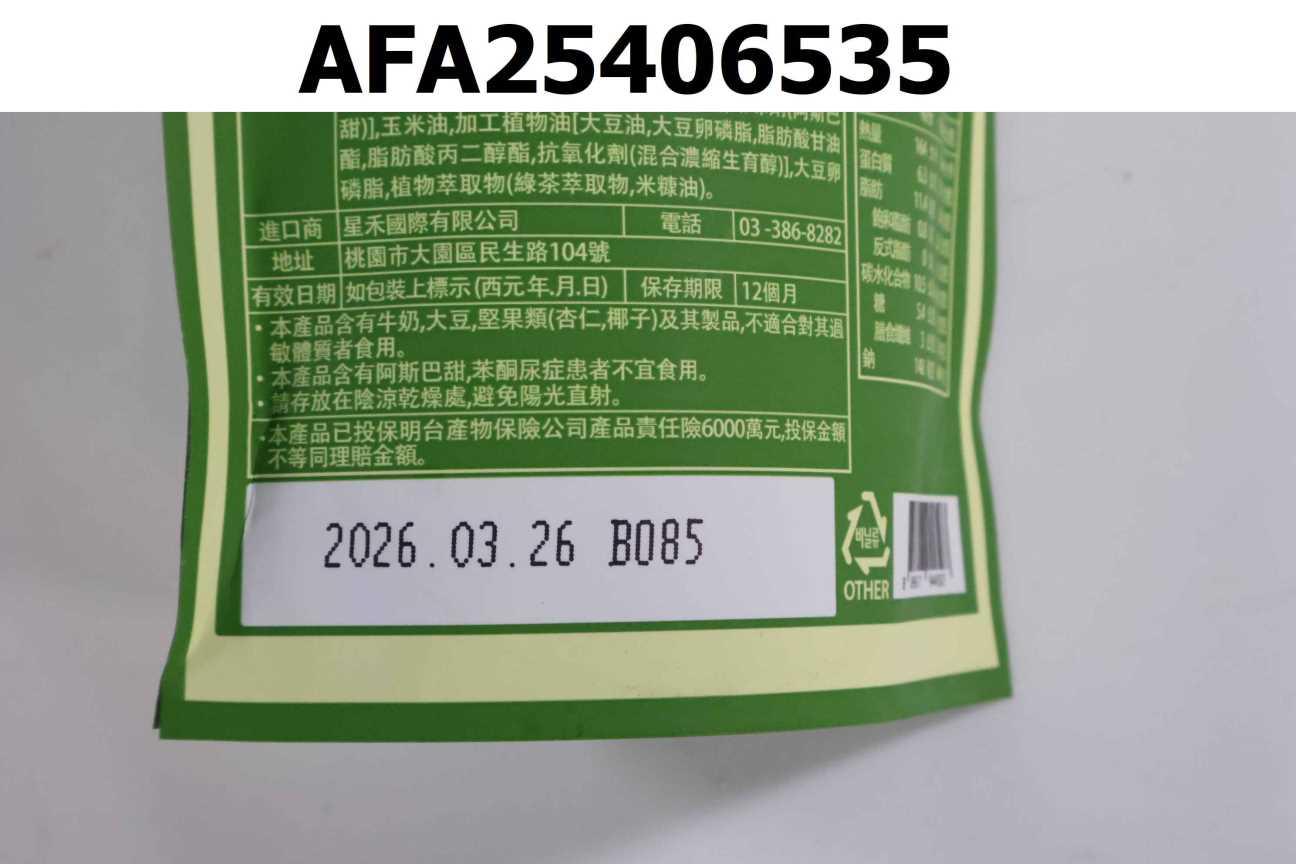 AFA25406535
甜)],玉米油,加工植物油[大豆油,大豆卵磷脂,脂肪酸甘油
酯,脂肪酸丙二醇酯,抗氧化劑(混合濃縮生育醇)],大豆卵
磷脂,植物萃取物(綠茶萃取物,米糠油)。
進口商 星禾國際有限公司 電話 03 -386-8282
地址 桃園市大園區民生路104號
有效日期 如包裝上標示(西元年.月.日) 保存期限 12個月
・本產品含有牛奶,大豆,堅果類(杏仁,椰子)及其製品,不適合對其過
敏體質者食用。
・本產品含有阿斯巴甜,苯酮尿症患者不宜食用。
・請存放在陰涼乾燥處,避免陽光直射。
・本產品已投保明台產物保險公司產品責任險6000萬元,投保金額
不等同理賠金額。
熱量
蛋白質
脂肪
飽和脂肪
反式脂肪
碳水化合物
糖
膳食纖維
鈉
2026.03.26 B085
비닐류
OTHER